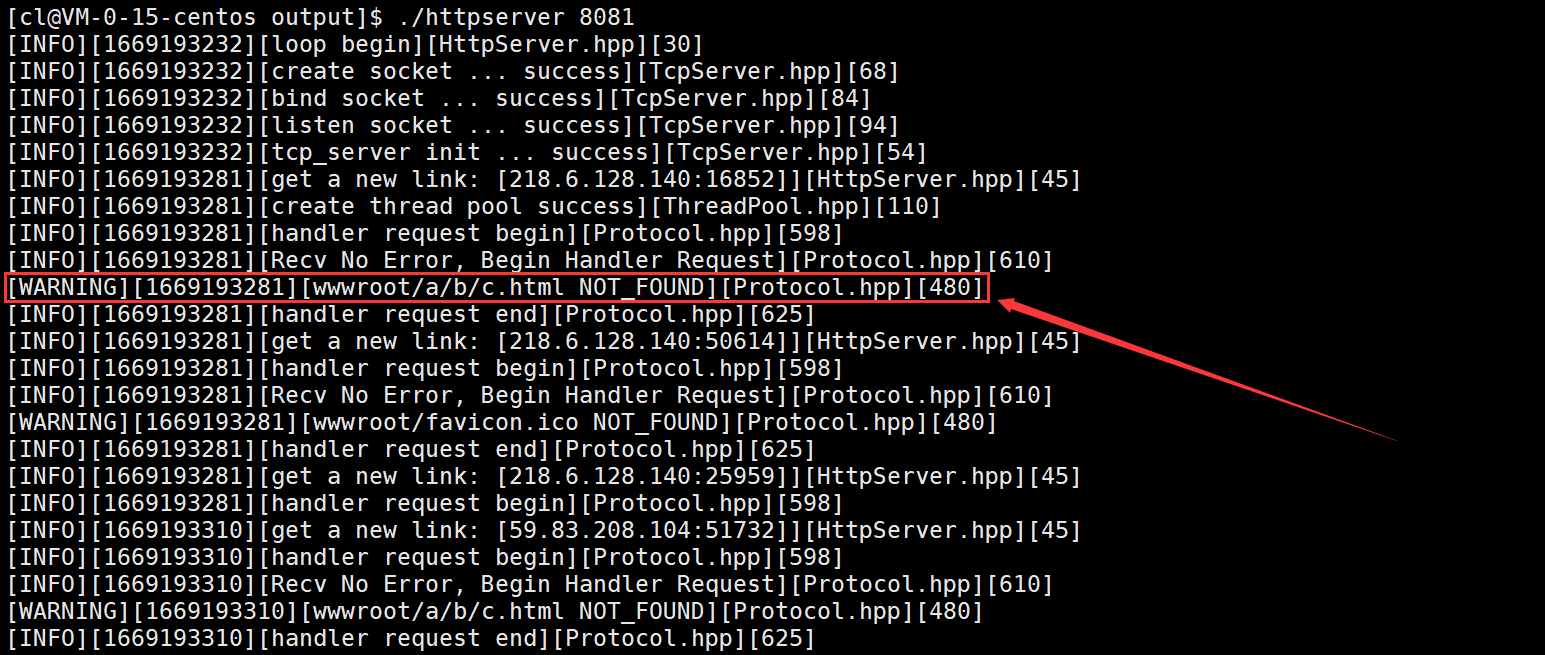 [cl@VM-0-15-centos output]$ ./httpserver 8081
[INFO][1669193232][loop begin][HttpServer.hpp][30]
[INFO][1669193232][create socket ... success][TcpServer.hpp][68]
[INFO][1669193232][bind socket ... success][TcpServer.hpp][84]
[INFO][1669193232][listen socket ... success][TcpServer.hpp][94]
[INFO][1669193232][tcp_server init ... success][TcpServer.hpp][54]
[INFO][1669193281][get a new link: [218.6.128.140:16852]][HttpServer.hpp][45]
[INFO][1669193281][create thread pool success][ThreadPool.hpp][110]
[INFO][1669193281][handler request begin][Protocol.hpp][598]
[INFO][1669193281][Recv No Error, Begin Handler Request][Protocol.hpp][610]
[WARNING][1669193281][wwwroot/a/b/c.html NOT_FOUND][Protocol.hpp][480]
[INFO][1669193281][handler request end][Protocol.hpp][625]
[INFO][1669193281][get a new link: [218.6.128.140:50614]][HttpServer.hpp][45]
[INFO][1669193281][handler request begin][Protocol.hpp][598]
[INFO][1669193281][Recv No Error, Begin Handler Request][Protocol.hpp][610]
[WARNING][1669193281][wwwroot/favicon.ico NOT_FOUND][Protocol.hpp][480]
[INFO][1669193281][handler request end][Protocol.hpp][625]
[INFO][1669193281][get a new link: [218.6.128.140:25959]][HttpServer.hpp][45]
[INFO][1669193281][handler request begin][Protocol.hpp][598]
[INFO][1669193310][get a new link: [59.83.208.104:51732]][HttpServer.hpp][45]
[INFO][1669193310][handler request begin][Protocol.hpp][598]
[INFO][1669193310][Recv No Error, Begin Handler Request][Protocol.hpp][610]
[WARNING][1669193310][wwwroot/a/b/c.html NOT_FOUND][Protocol.hpp][480]
[INFO][1669193310][handler request end][Protocol.hpp][625]